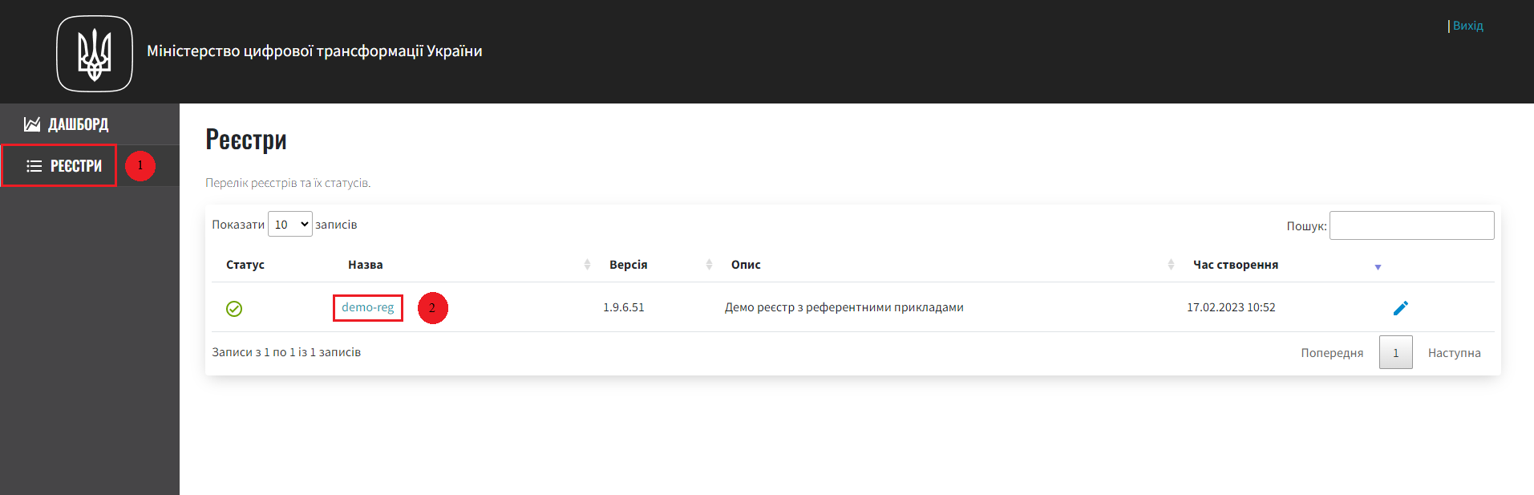 Міністерство цифрової трансформації України
| Вихід
ДАШБОРД
РЕЄСТРИ 1
Реєстри
Перелік реєстрів та їх статусів.
Показати 10 записів Пошук:
Статус Назва Версія Опис Час створення
demo-reg 2 1.9.6.51 Демо реєстр з референтними прикладами 17.02.2023 10:52
Записи з 1 по 1 із 1 записів Попередня 1 Наступна